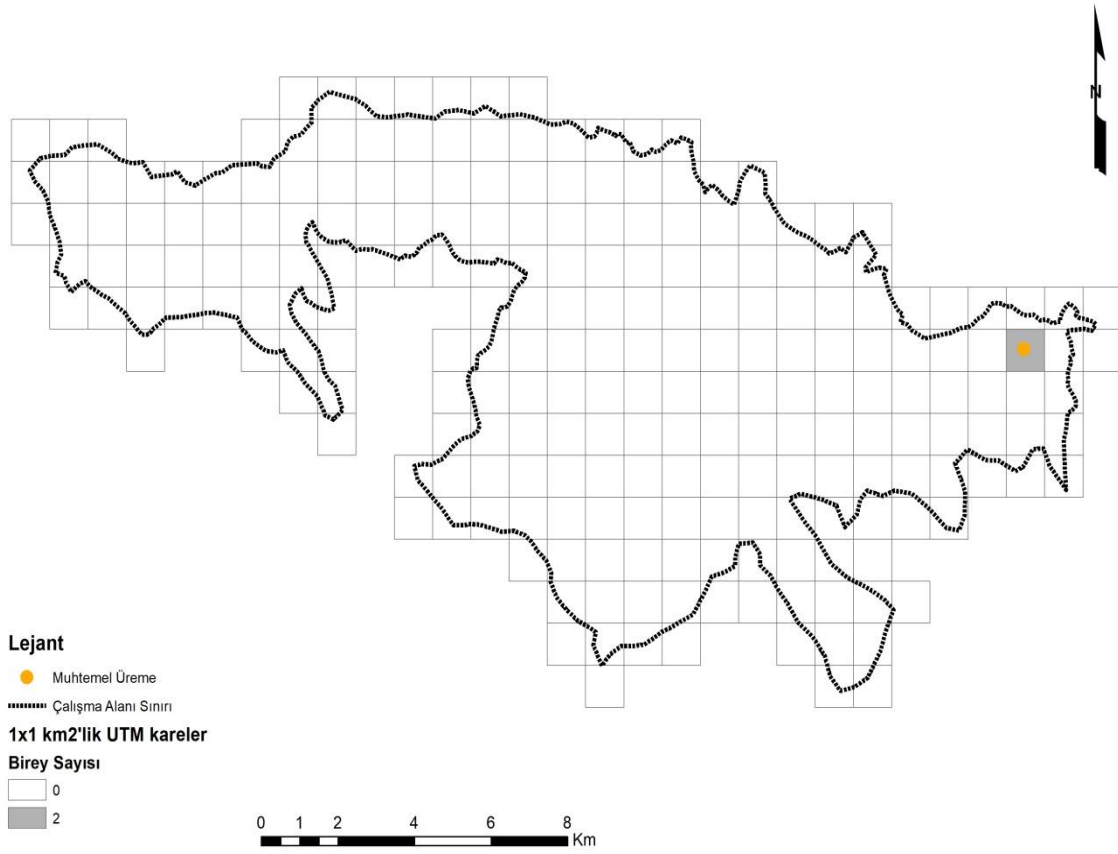 N
Lejant
Muhtemel Üreme
Çalışma Alanı Sınırı
1x1 km2'lik UTM kareler
Birey Sayısı
0
2
0 1 2 4 6 8
Km